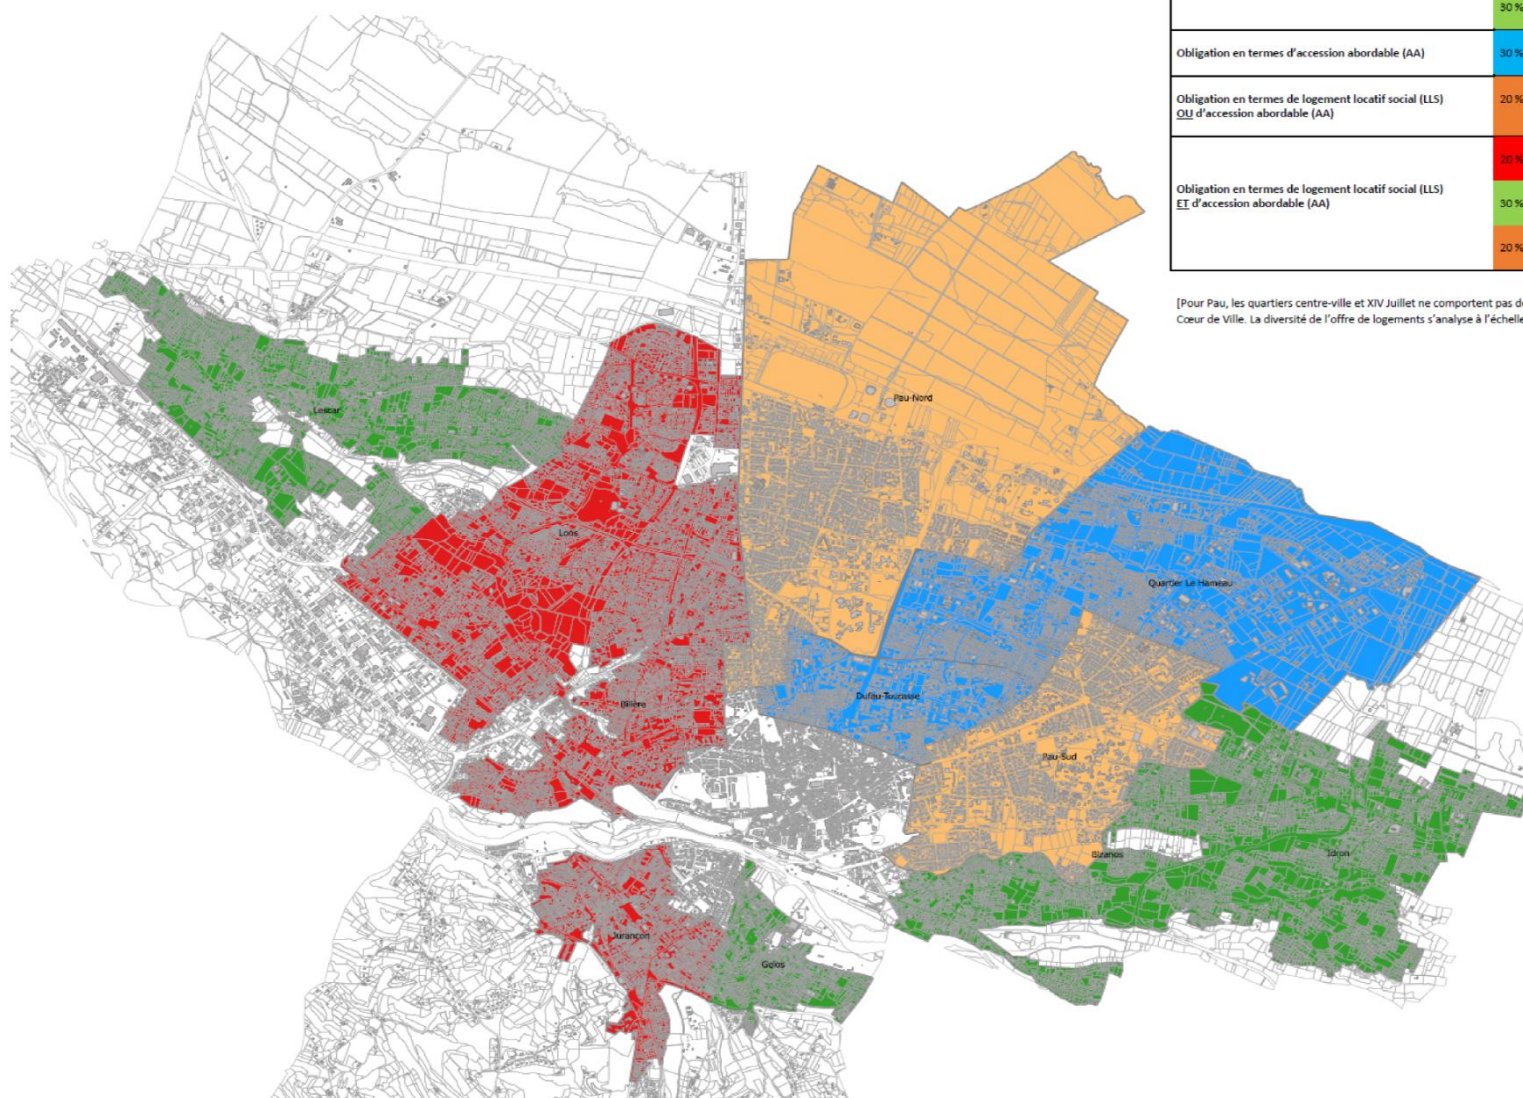 30 %
Obligation en termes d'accession abordable (AA)
30 %
Obligation en termes de logement locatif social (LLS)
OU d'accession abordable (AA)
20 %
20 %
Obligation en termes de logement locatif social (LLS)
ET d'accession abordable (AA)
30 %
20 %
[Pour Pau, les quartiers centre-ville et XIV Juillet ne comportent pas d
Cœur de Ville. La diversité de l'offre de logements s'analyse à l'échelle
Pau-Nord
Lescar
Lons
Quartier Le Hameau
Dufau-Tourasse
Billère
Pau-Sud
Bizanos
Idron
Jurançon
Gelos